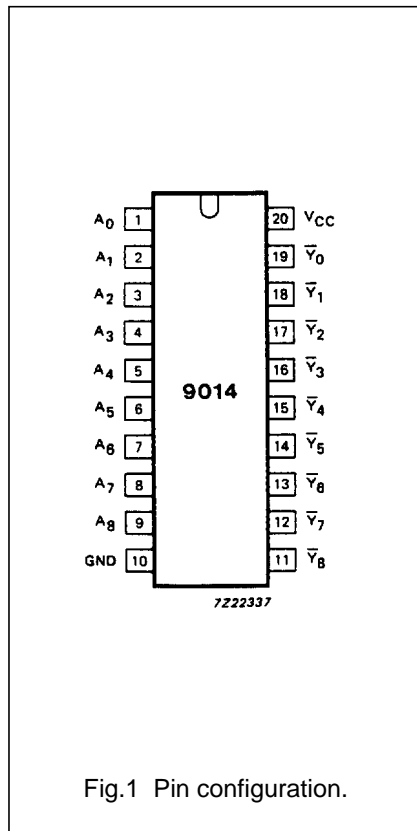 A0 1 20 VCC
A1 2 19 Y̅0
A2 3 18 Y̅1
A3 4 17 Y̅2
A4 5 16 Y̅3
9014
A5 6 15 Y̅4
A6 7 14 Y̅5
A7 8 13 Y̅6
A8 9 12 Y̅7
GND 10 11 Y̅8
7Z22337
Fig.1 Pin configuration.